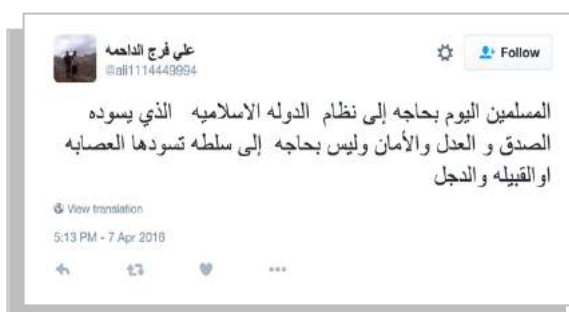 علي فرج الداحمه
@ali1114449994
Follow
المسلمين اليوم بحاجه إلى نظام الدوله الاسلاميه الذي يسوده
الصدق و العدل والأمان وليس بحاجه إلى سلطه تسودها العصابه
اوالقبيله والدجل
View translation
5:13 PM - 7 Apr 2016